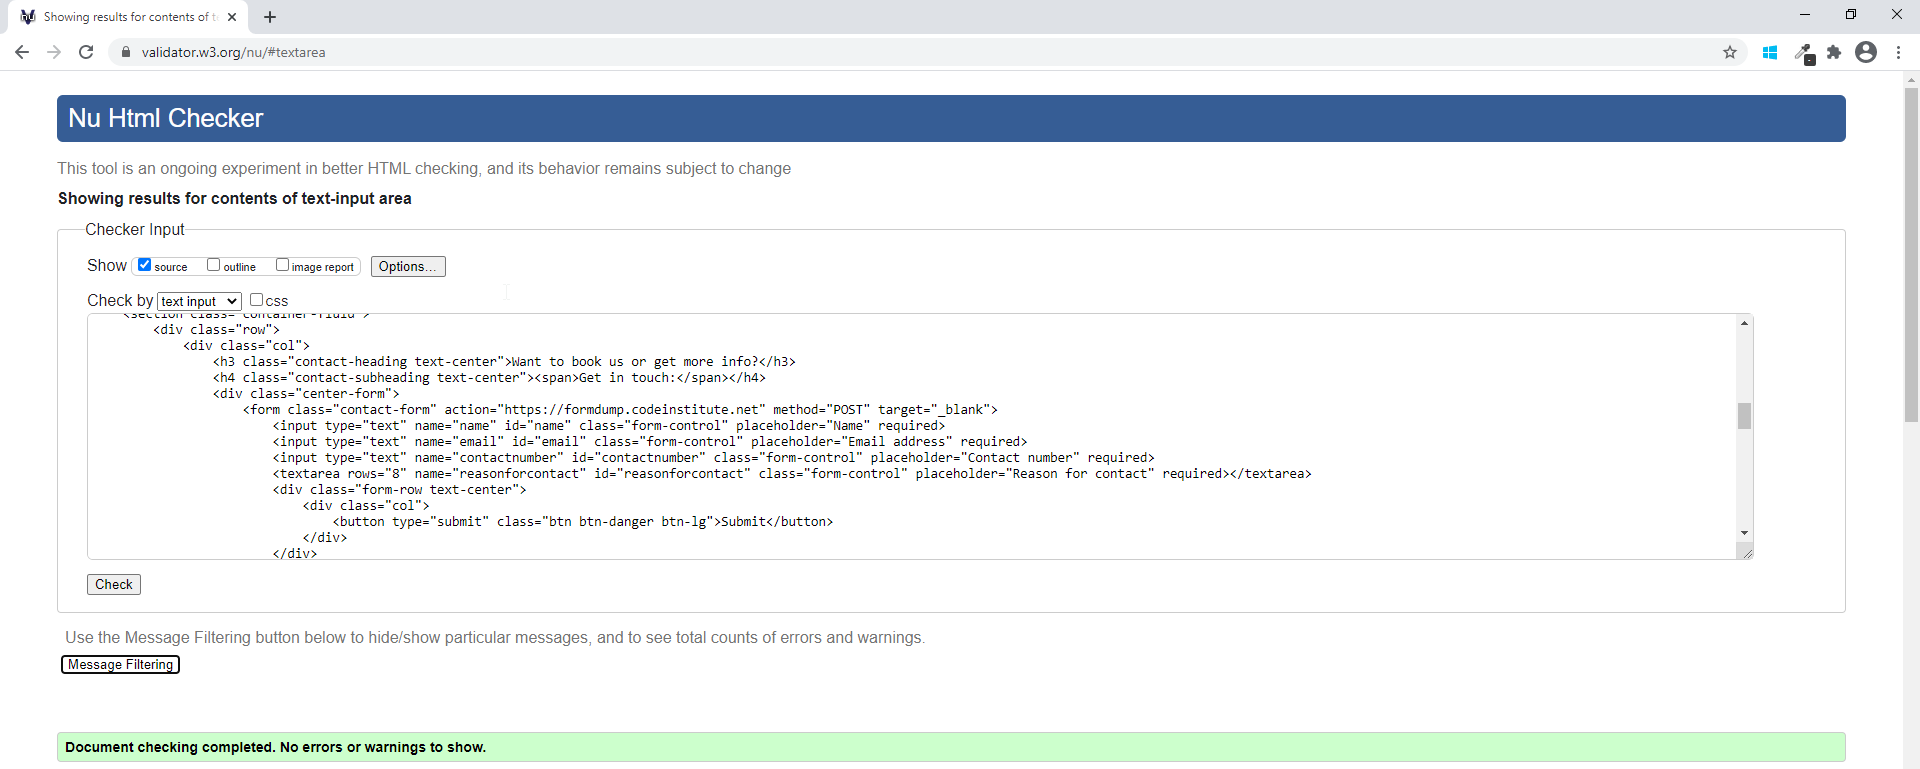 Showing results for contents of t
validator.w3.org/nu/#textarea
Nu Html Checker
This tool is an ongoing experiment in better HTML checking, and its behavior remains subject to change
Showing results for contents of text-input area
Checker Input
Show source outline image report Options...
Check by text input css
<section class="container-fluid">
<div class="row">
<div class="col">
<h3 class="contact-heading text-center">Want to book us or get more info?</h3>
<h4 class="contact-subheading text-center"><span>Get in touch:</span></h4>
<div class="center-form">
<form class="contact-form" action="https://formdump.codeinstitute.net" method="POST" target="_blank">
<input type="text" name="name" id="name" class="form-control" placeholder="Name" required>
<input type="text" name="email" id="email" class="form-control" placeholder="Email address" required>
<input type="text" name="contactnumber" id="contactnumber" class="form-control" placeholder="Contact number" required>
<textarea rows="8" name="reasonforcontact" id="reasonforcontact" class="form-control" placeholder="Reason for contact" required></textarea>
<div class="form-row text-center">
<div class="col">
<button type="submit" class="btn btn-danger btn-lg">Submit</button>
</div>
</div>
Check
Use the Message Filtering button below to hide/show particular messages, and to see total counts of errors and warnings.
Message Filtering
Document checking completed. No errors or warnings to show.